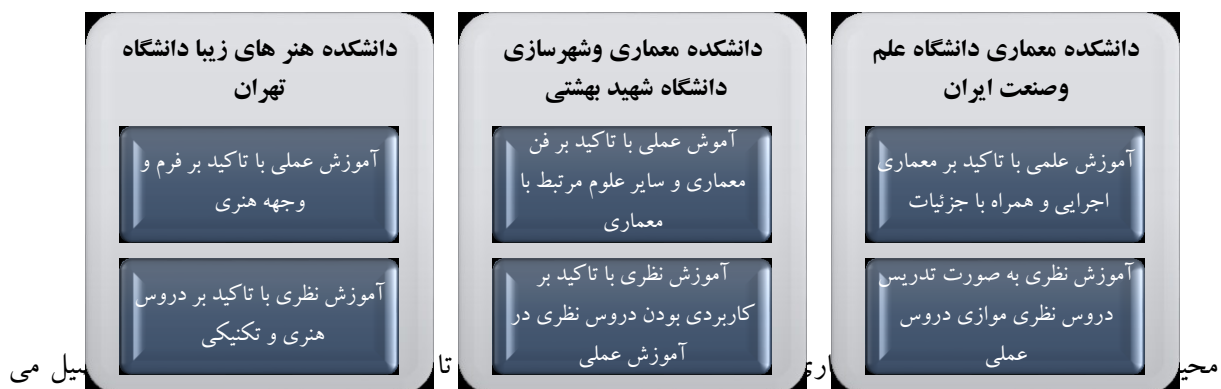 دانشکده معماری دانشگاه علم
وصنعت ایران
آموزش علمی با تاکید بر معماری
اجرایی و همراه با جزئیات
آموزش نظری به صورت تدریس
دروس نظری موازی دروس
عملی
دانشکده معماری وشهرسازی
دانشگاه شهید بهشتی
آموش عملی با تاکید بر فن
معماری و سایر علوم مرتبط با
معماری
آموزش نظری با تاکید بر
کاربردی بودن دروس نظری در
آموزش عملی
دانشکده هنر های زیبا دانشگاه
تهران
آموزش عملی با تاکید بر فرم و
وجهه هنری
آموزش نظری با تاکید بر دروس
هنری و تکنیکی
تا می